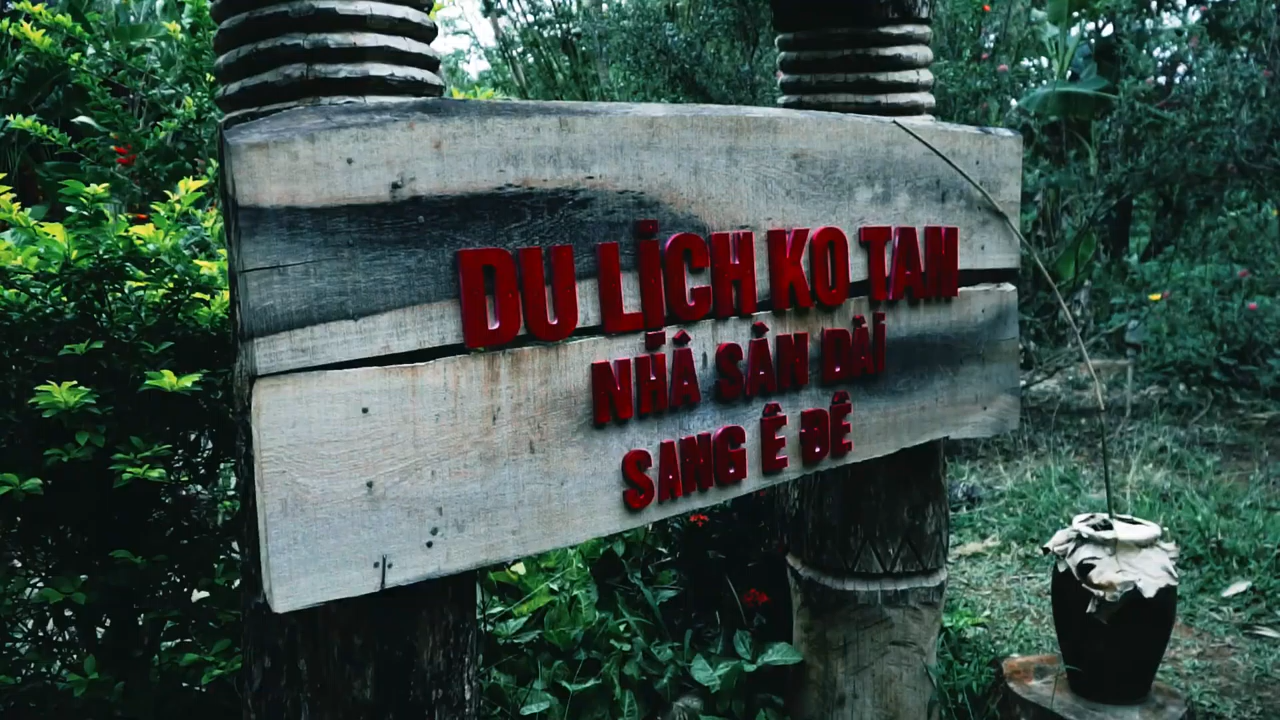 DU LỊCH KO TAM
NHÀ SÀN DÀI
SANG Ê ĐÊ